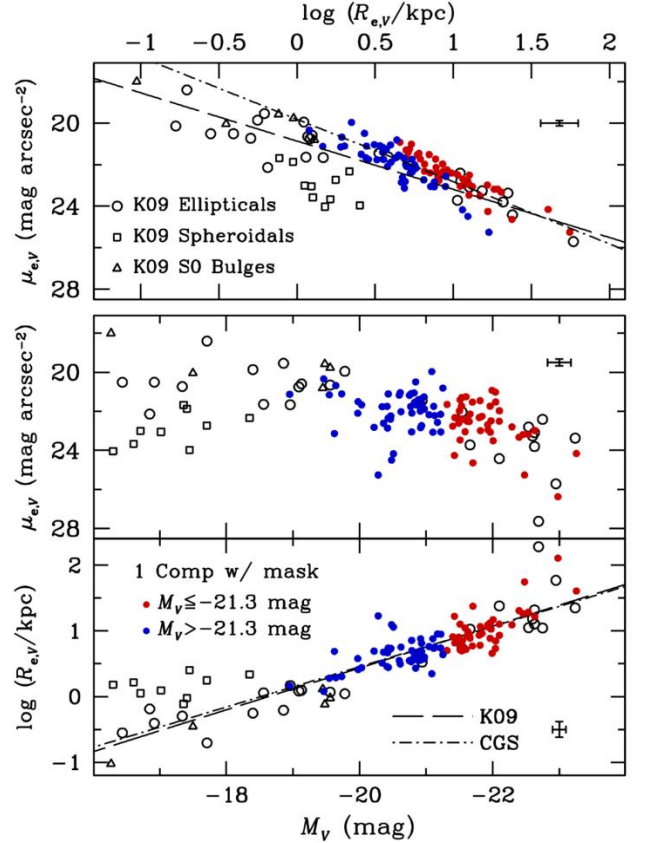 log (R_e,V/kpc)
−1 −0.5 0 0.5 1 1.5 2
μ_e,V (mag arcsec⁻²)
20
24
28
K09 Ellipticals
K09 Spheroidals
K09 S0 Bulges
μ_e,V (mag arcsec⁻²)
20
24
28
log (R_e,V/kpc)
2
1
0
−1
1 Comp w/ mask
M_V≦−21.3 mag
M_V>−21.3 mag
K09
CGS
−18 −20 −22
M_V (mag)